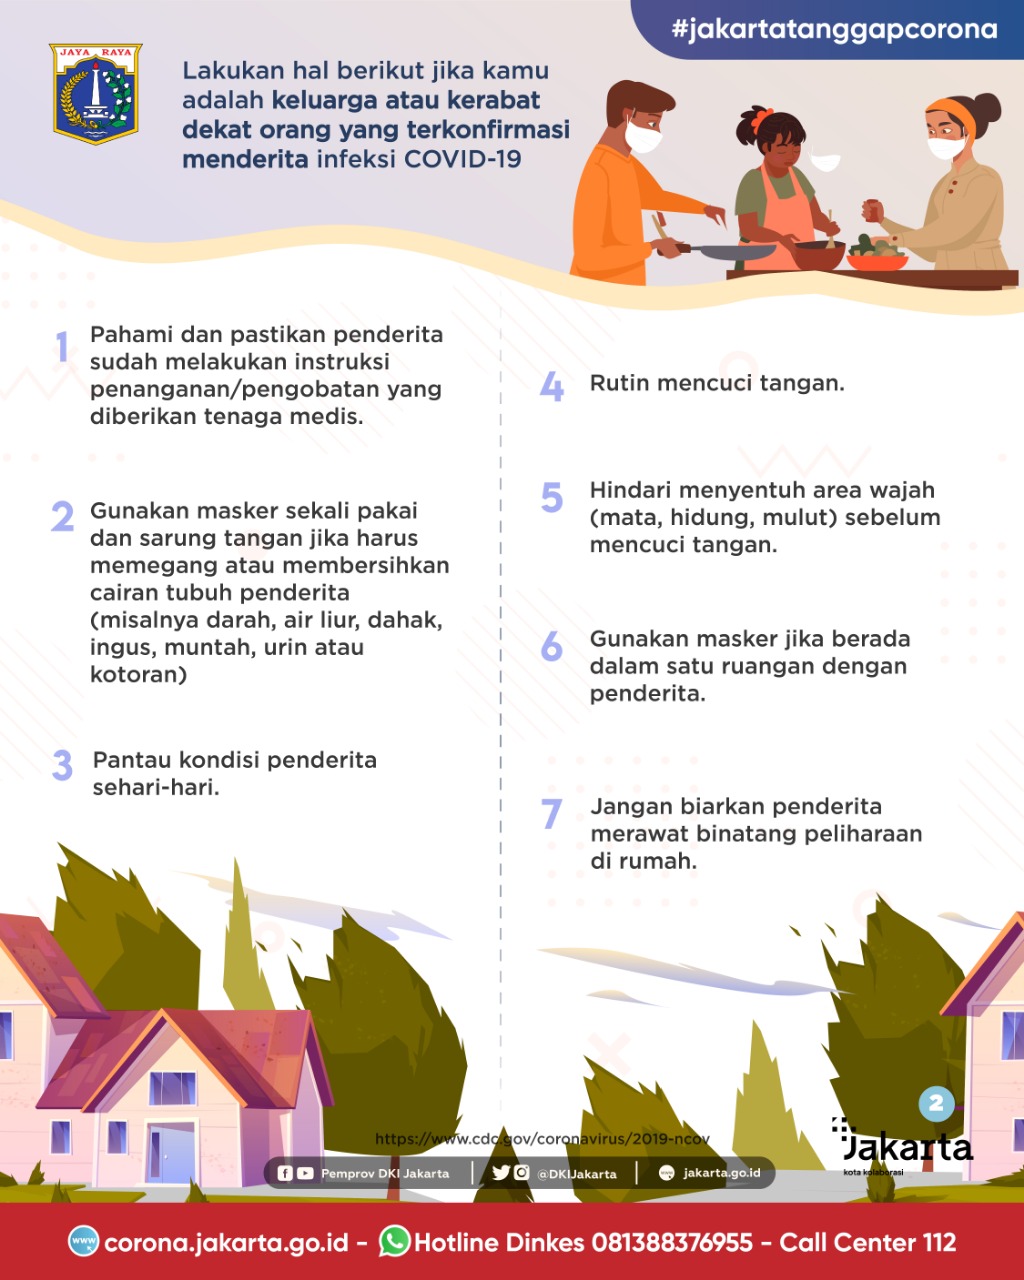 #jakartatanggapcorona
JAYA RAYA
Lakukan hal berikut jika kamu
adalah keluarga atau kerabat
dekat orang yang terkonfirmasi
menderita infeksi COVID-19
1
Pahami dan pastikan penderita
sudah melakukan instruksi
penanganan/pengobatan yang
diberikan tenaga medis.
2
Gunakan masker sekali pakai
dan sarung tangan jika harus
memegang atau membersihkan
cairan tubuh penderita
(misalnya darah, air liur, dahak,
ingus, muntah, urin atau
kotoran)
3
Pantau kondisi penderita
sehari-hari.
4
Rutin mencuci tangan.
5
Hindari menyentuh area wajah
(mata, hidung, mulut) sebelum
mencuci tangan.
6
Gunakan masker jika berada
dalam satu ruangan dengan
penderita.
7
Jangan biarkan penderita
merawat binatang peliharaan
di rumah.
2
https://www.cdc.gov/coronavirus/2019-ncov
jakarta
kota kolaborasi
Pemprov DKI Jakarta | @DKIJakarta | www jakarta.go.id
www corona.jakarta.go.id - Hotline Dinkes 081388376955 - Call Center 112